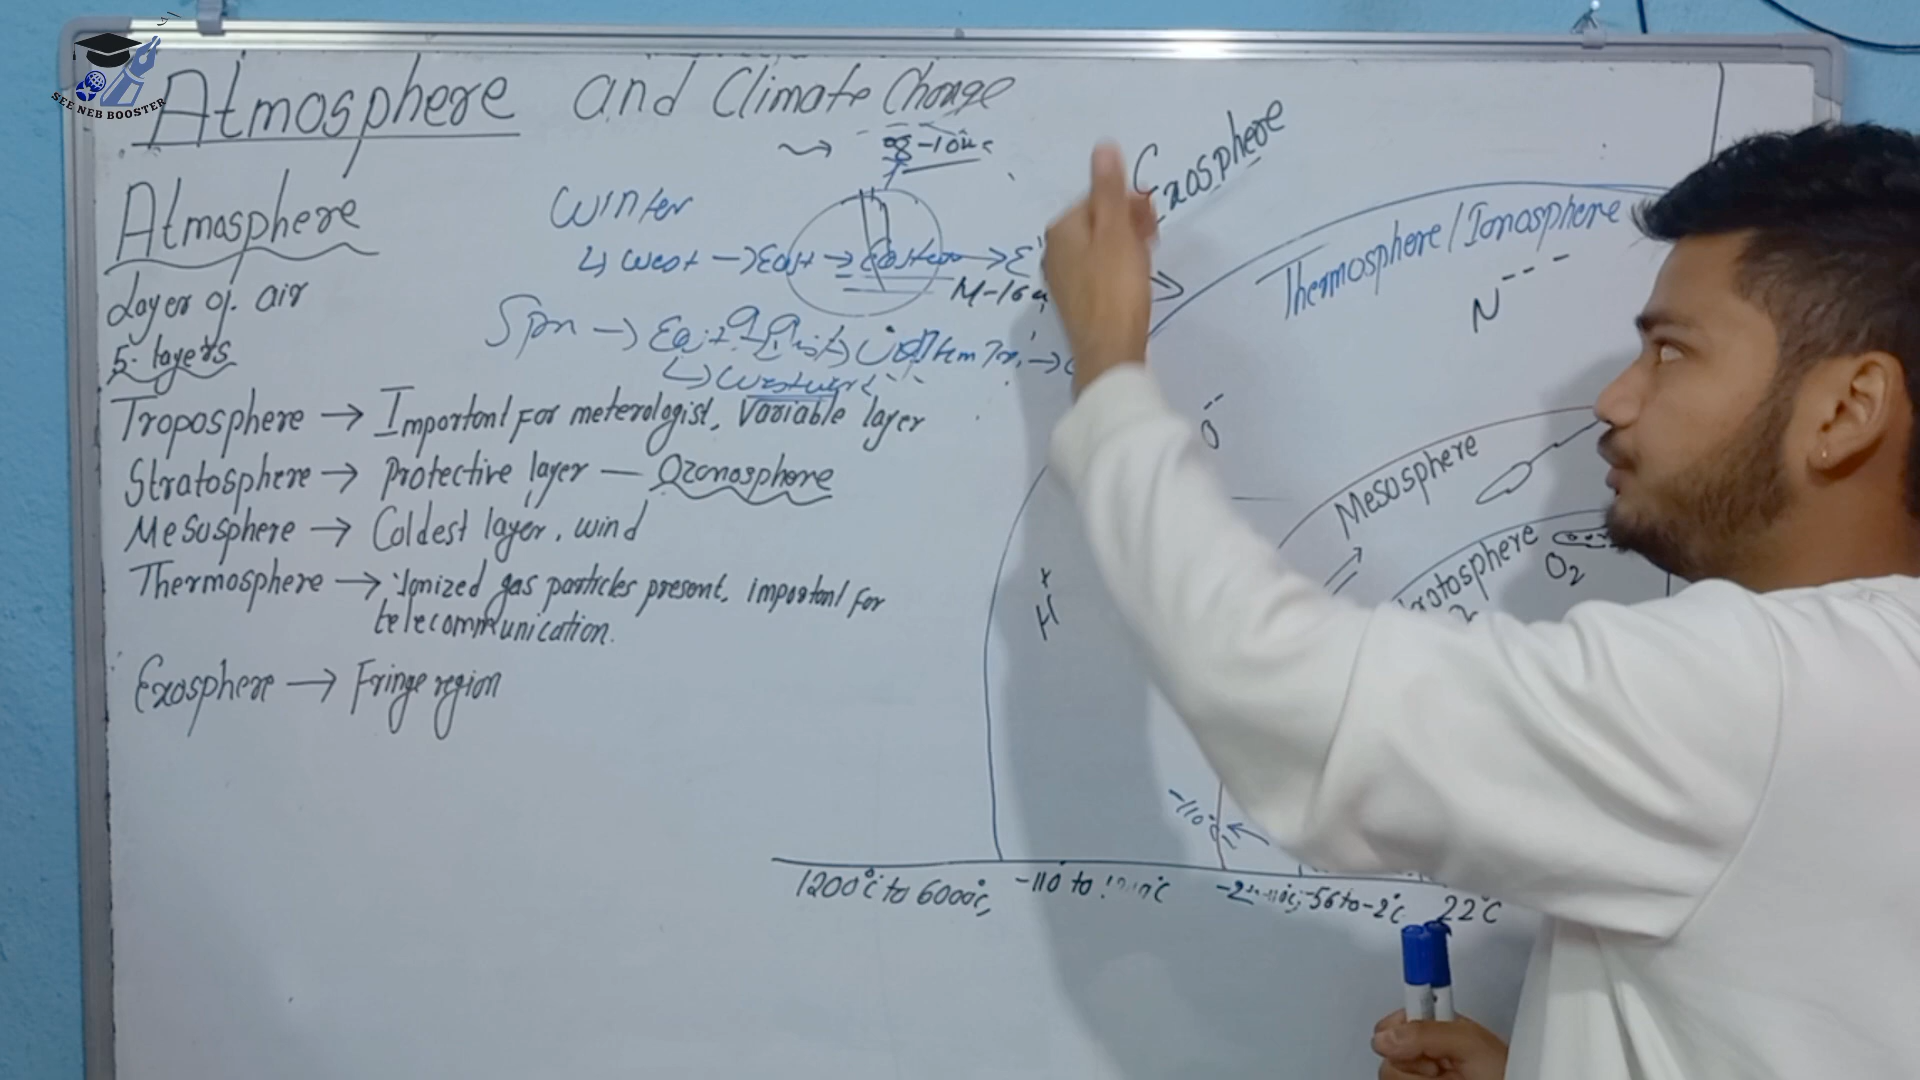 SEE NEB BOOSTER
Atmosphere and Climate Change
Atmosphere
Layer of air
5- layers
Winter
↳ West → East →
Troposphere → Important for meterologist, Variable layer
Stratosphere → Protective layer — Ozonosphere
Mesusphere → Coldest layer, wind
Thermosphere → Ionized gas particles present, important for
telecommunication.
Exosphere → Fringe region
Exosphere
Thermosphere/Ionosphere
N---
O--
Mesosphere
O2
H
-110°C
1200°C to 6000°C,
-110 to
-56 to -2°C
22°C